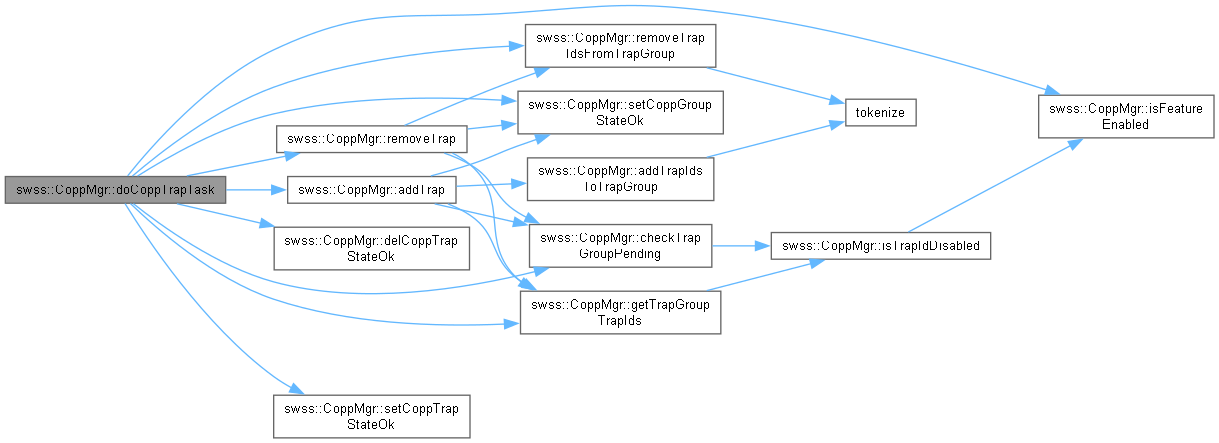 swss::CoppMgr::doCoppTrapTask
swss::CoppMgr::removeTrap
IdsFromTrapGroup
swss::CoppMgr::setCoppGroup
StateOk
swss::CoppMgr::removeTrap
swss::CoppMgr::addTrap
swss::CoppMgr::addTrapIds
ToTrapGroup
swss::CoppMgr::delCoppTrap
StateOk
swss::CoppMgr::checkTrap
GroupPending
swss::CoppMgr::getTrapGroup
TrapIds
swss::CoppMgr::setCoppTrap
StateOk
tokenize
swss::CoppMgr::isTrapIdDisabled
swss::CoppMgr::isFeature
Enabled